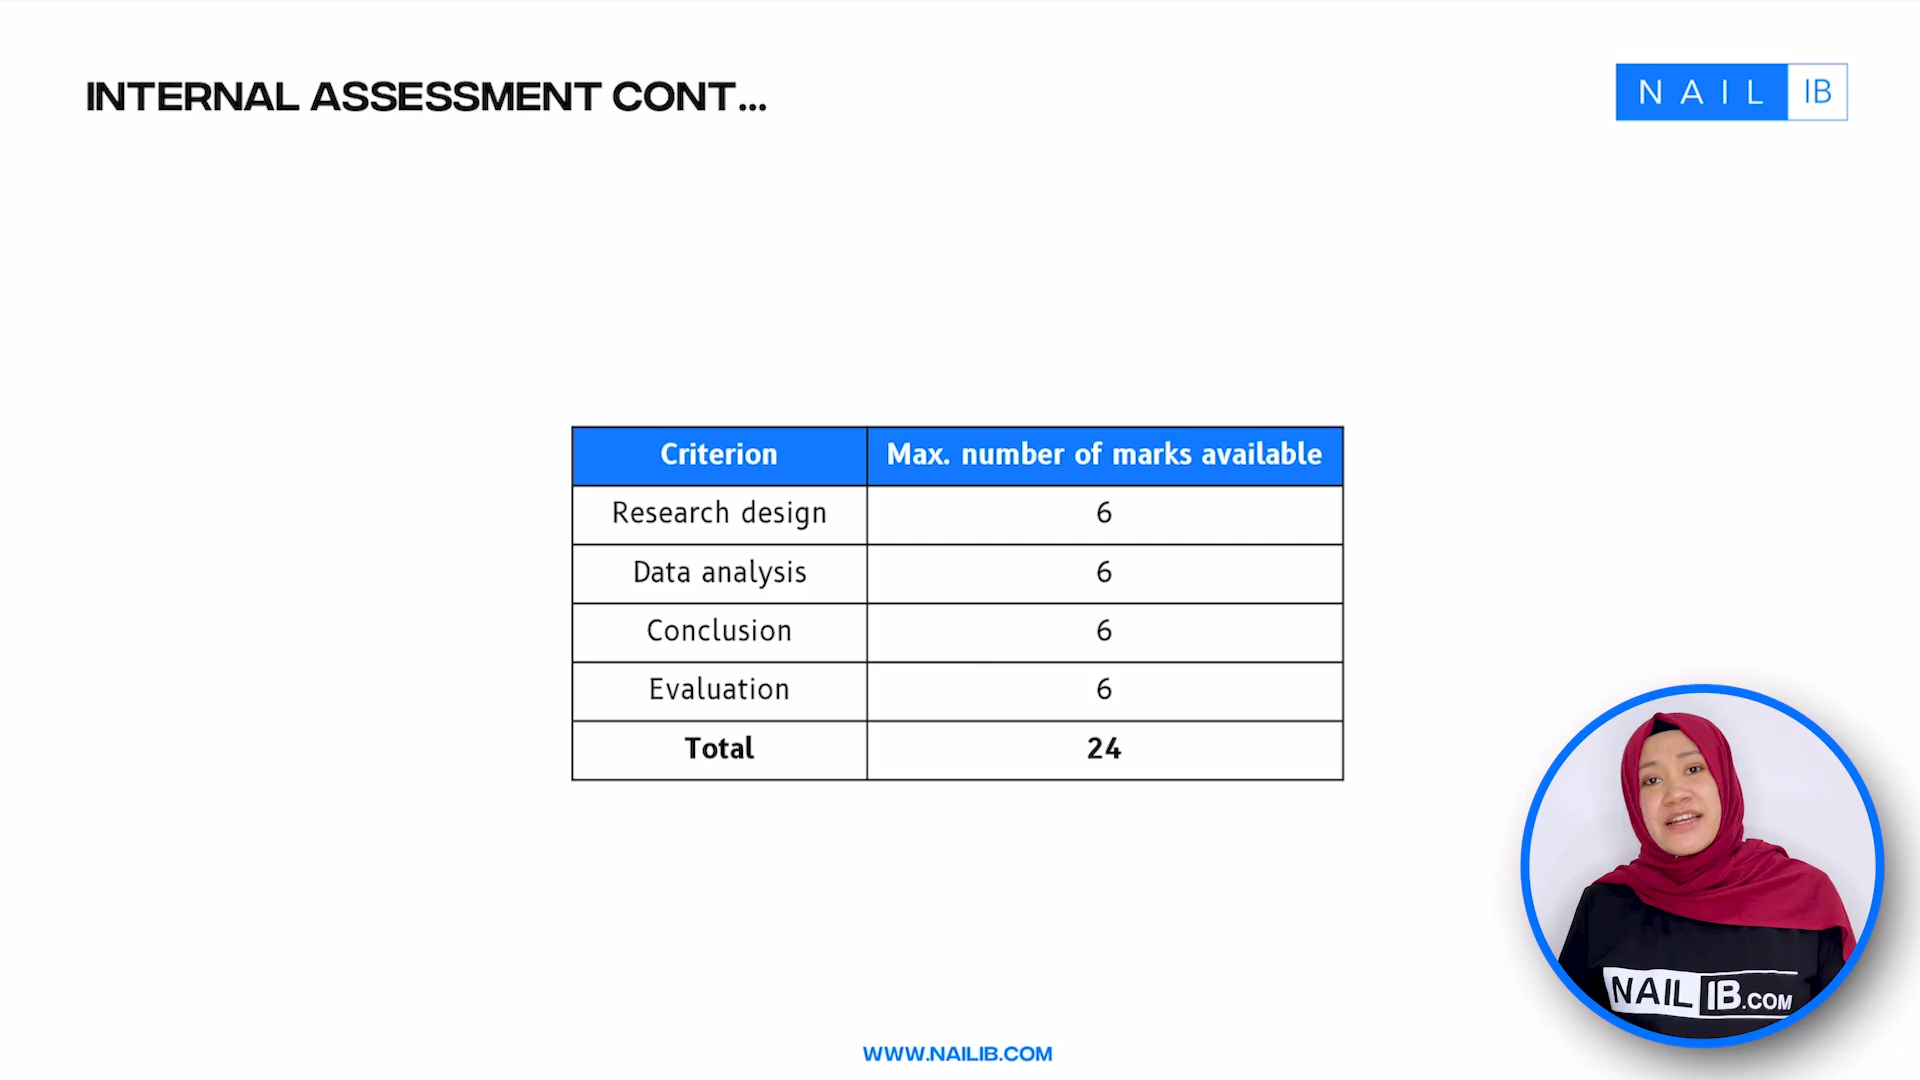 INTERNAL ASSESSMENT CONT...
NAIL IB
Criterion Max. number of marks available
Research design 6
Data analysis 6
Conclusion 6
Evaluation 6
Total 24
NAIL IB.COM
WWW.NAILIB.COM